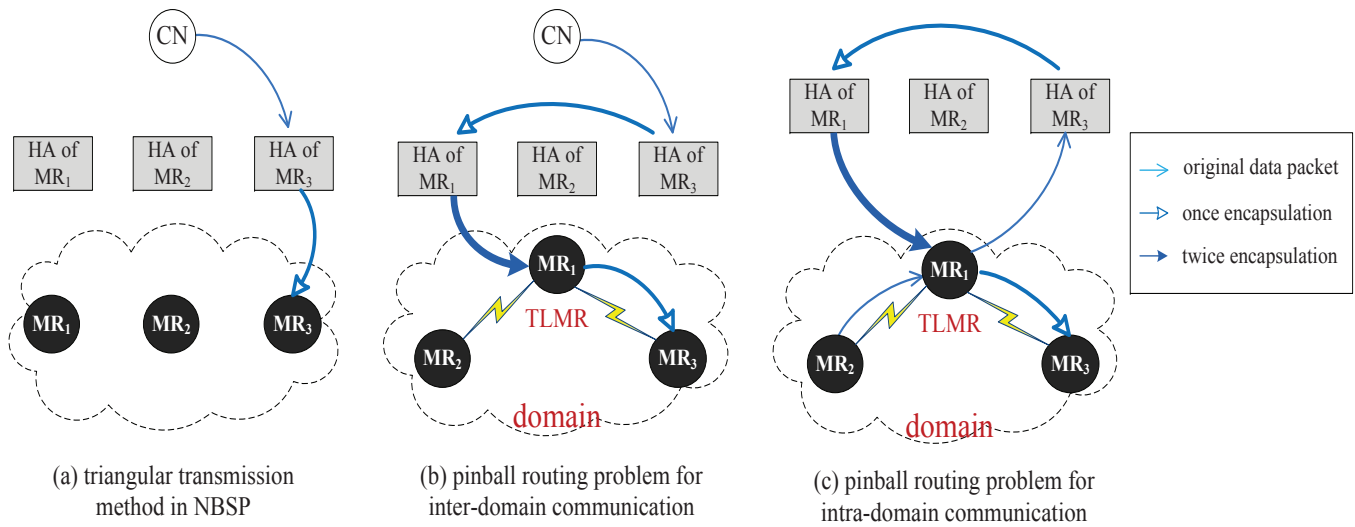 CN
HA of
MR₁
HA of
MR₂
HA of
MR₃
MR₁
MR₂
MR₃
(a) triangular transmission
method in NBSP
CN
HA of
MR₁
HA of
MR₂
HA of
MR₃
MR₁
TLMR
MR₂
MR₃
domain
(b) pinball routing problem for
inter-domain communication
HA of
MR₁
HA of
MR₂
HA of
MR₃
MR₁
TLMR
MR₂
MR₃
domain
(c) pinball routing problem for
intra-domain communication
original data packet
once encapsulation
twice encapsulation